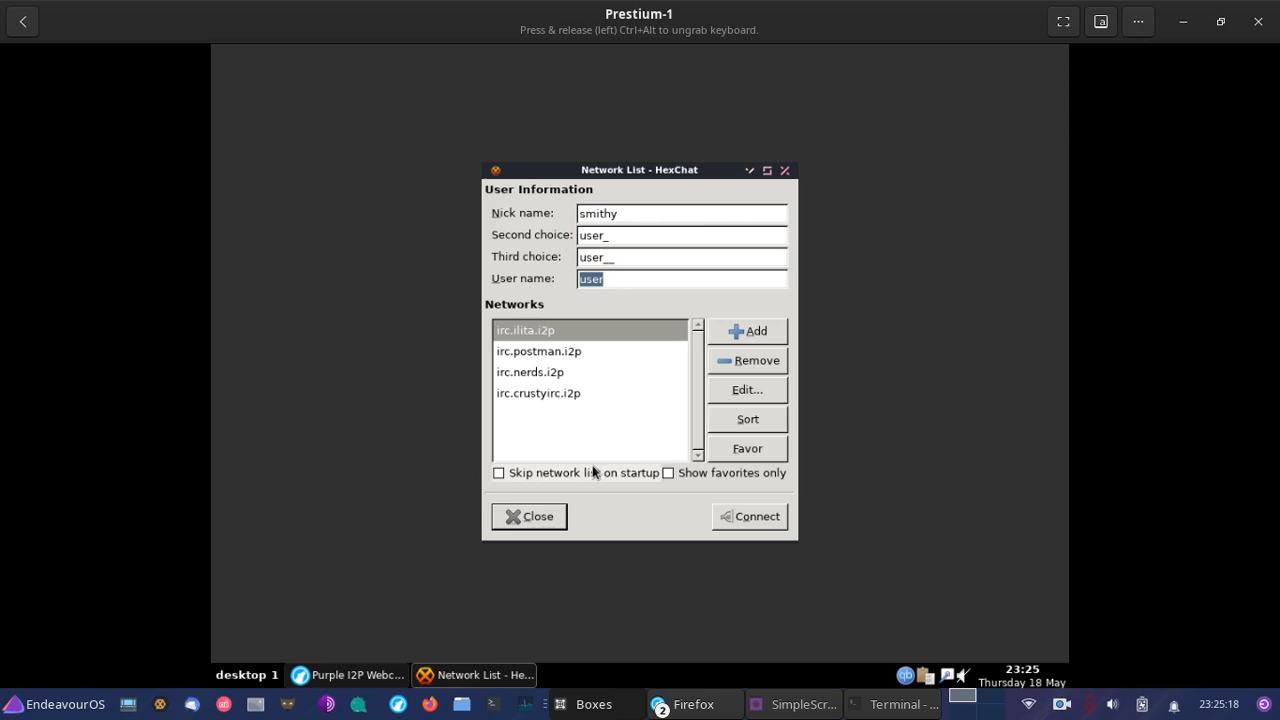 Prestium-1
Press & release (left) Ctrl+Alt to ungrab keyboard.
Network List - HexChat
User Information
Nick name: smithy
Second choice: user_
Third choice: user__
User name: user
Networks
irc.ilita.i2p
irc.postman.i2p
irc.nerds.i2p
irc.crustyirc.i2p
Add
Remove
Edit...
Sort
Favor
Skip network list on startup
Show favorites only
Close
Connect
desktop 1
Purple I2P Webc...
Network List - He...
qb
23:25
Thursday 18 May
EndeavourOS
Boxes
2
Firefox
SimpleScr...
Terminal - ...
23:25:18